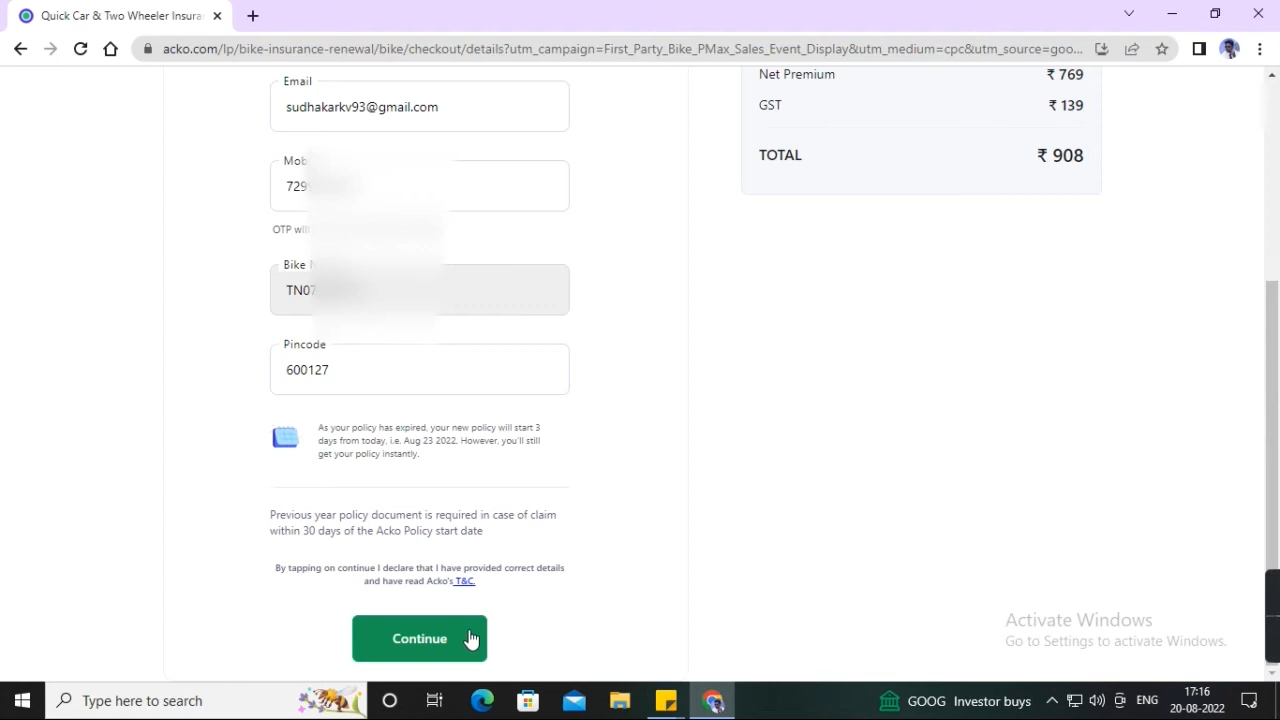 Quick Car & Two Wheeler Insurar
acko.com/lp/bike-insurance-renewal/bike/checkout/details?utm_campaign=First_Party_Bike_PMax_Sales_Event_Display&utm_medium=cpc&utm_source=goo...
Email
sudhakarkv93@gmail.com
Mob
729
OTP will
Bike
TN07
Pincode
600127
As your policy has expired, your new policy will start 3
days from today, i.e. Aug 23 2022. However, you'll still
get your policy instantly.
Previous year policy document is required in case of claim
within 30 days of the Acko Policy start date
By tapping on continue I declare that I have provided correct details
and have read Acko's T&C.
Continue
Net Premium ₹ 769
GST ₹ 139
TOTAL ₹ 908
Activate Windows
Go to Settings to activate Windows.
Type here to search
GOOG Investor buys
ENG
17:16
20-08-2022